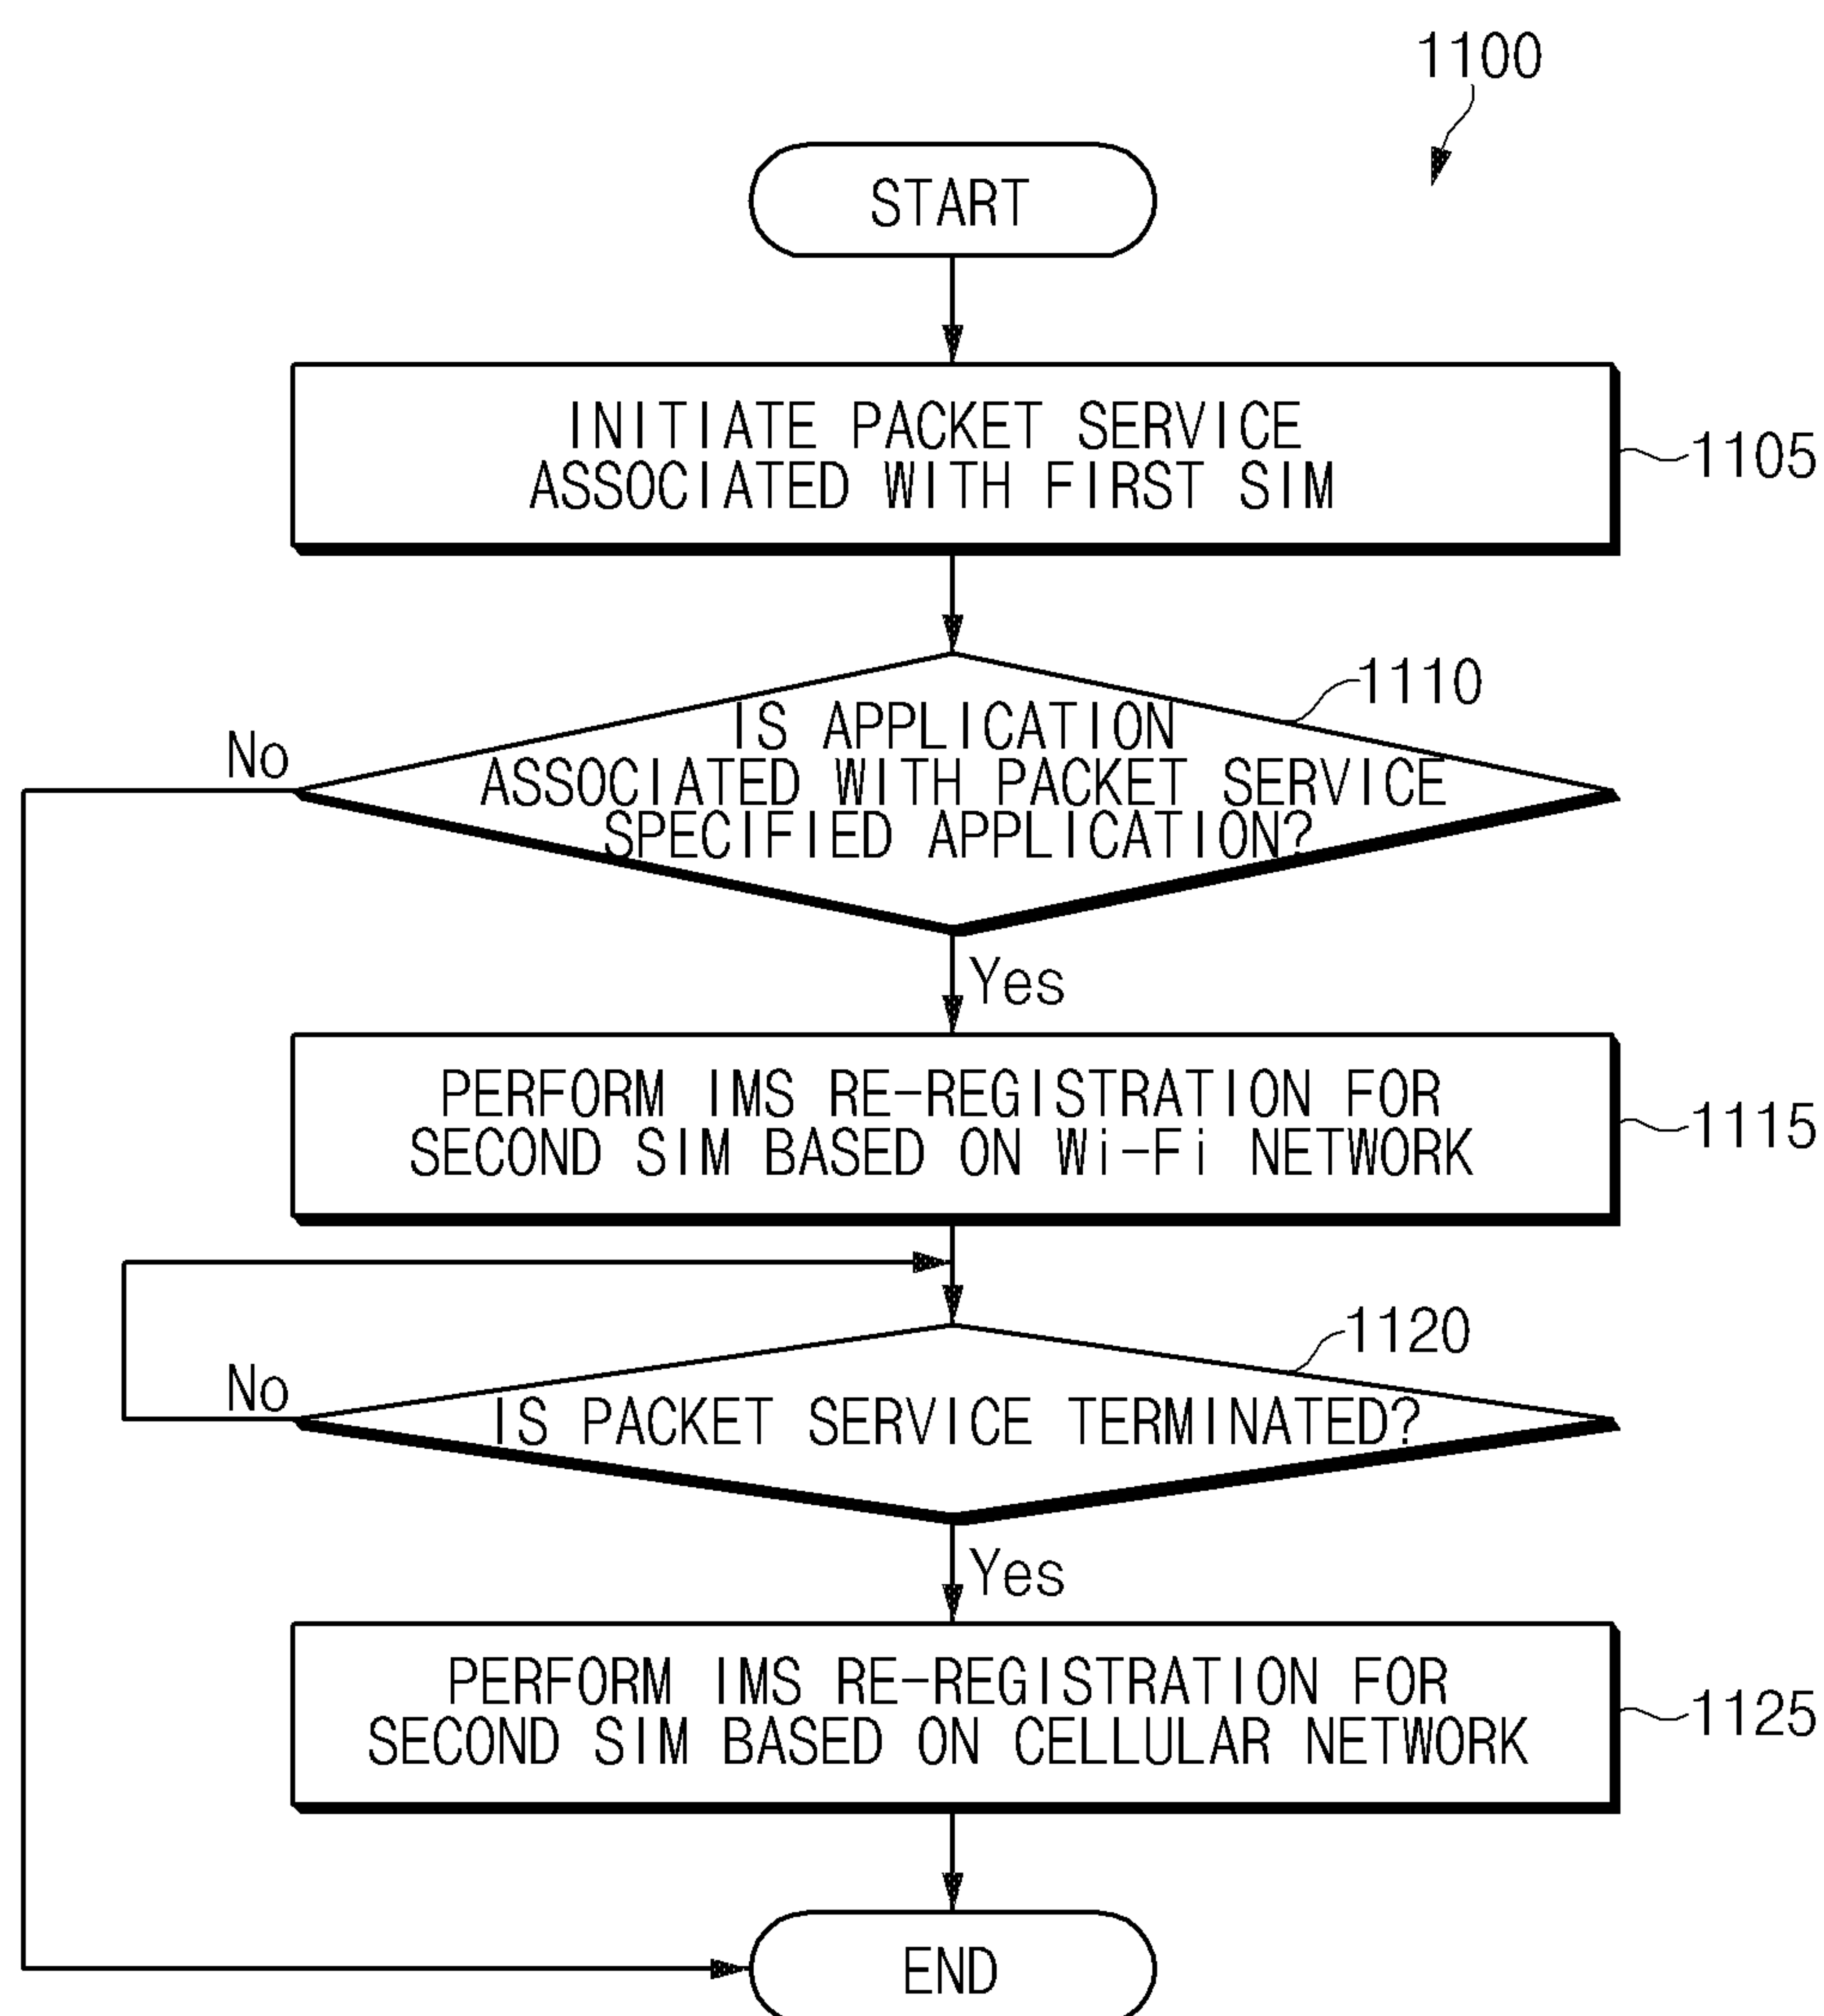 1100
START
INITIATE PACKET SERVICE
ASSOCIATED WITH FIRST SIM
1105
1110
IS APPLICATION
ASSOCIATED WITH PACKET SERVICE
SPECIFIED APPLICATION?
No
Yes
PERFORM IMS RE-REGISTRATION FOR
SECOND SIM BASED ON Wi-Fi NETWORK
1115
1120
IS PACKET SERVICE TERMINATED?
No
Yes
PERFORM IMS RE-REGISTRATION FOR
SECOND SIM BASED ON CELLULAR NETWORK
1125
END